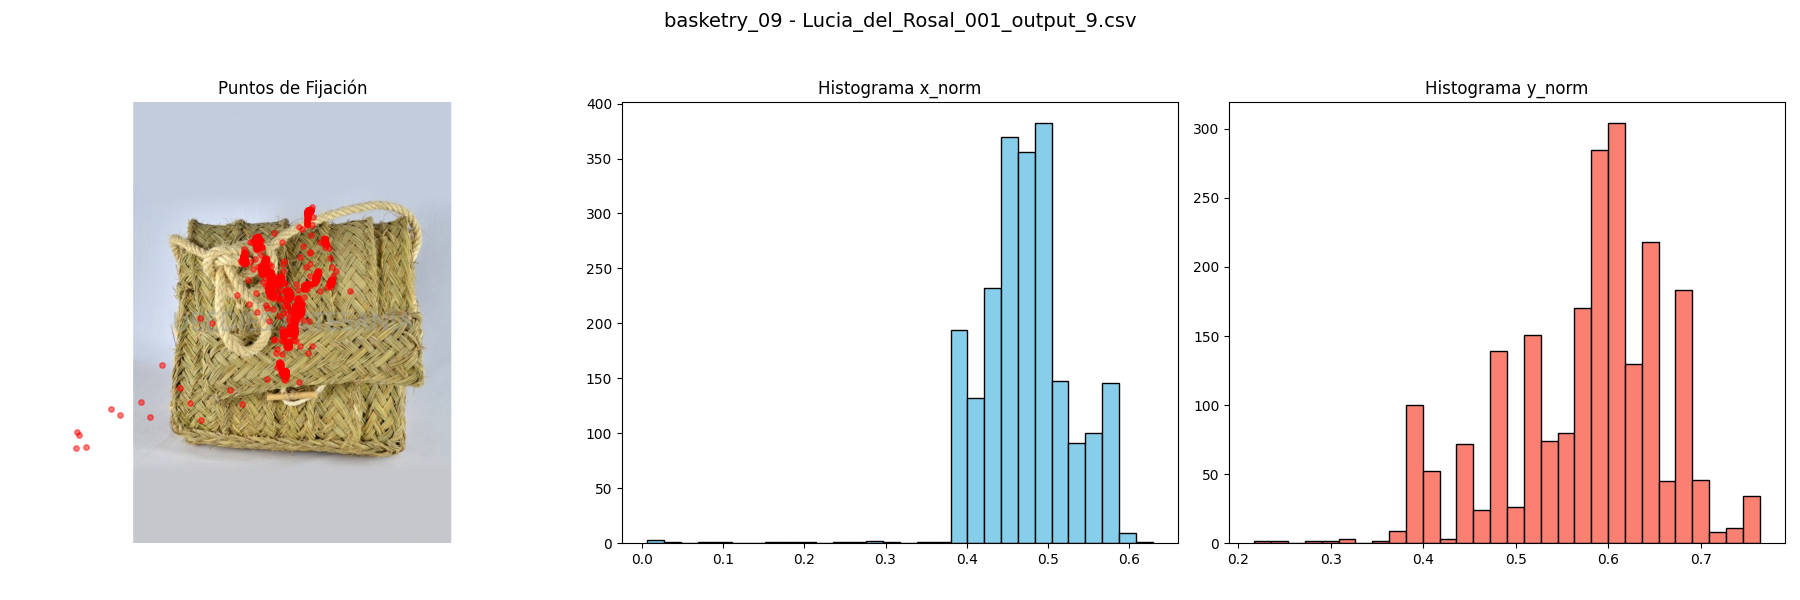 basketry_09 - Lucia_del_Rosal_001_output_9.csv
Puntos de Fijación
Histograma x_norm
400
350
300
250
200
150
100
50
0
0.0 0.1 0.2 0.3 0.4 0.5 0.6
Histograma y_norm
300
250
200
150
100
50
0
0.2 0.3 0.4 0.5 0.6 0.7